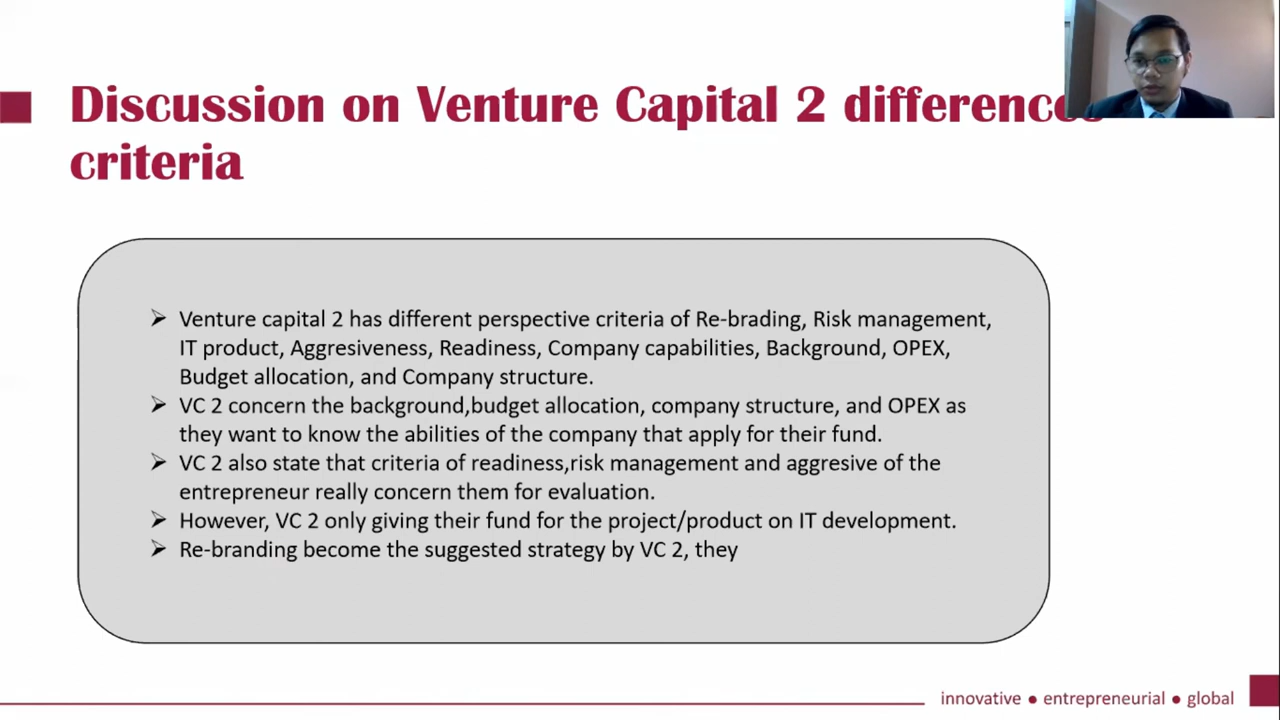 Discussion on Venture Capital 2 differences
criteria
➢ Venture capital 2 has different perspective criteria of Re-brading, Risk management,
IT product, Aggresiveness, Readiness, Company capabilities, Background, OPEX,
Budget allocation, and Company structure.
➢ VC 2 concern the background,budget allocation, company structure, and OPEX as
they want to know the abilities of the company that apply for their fund.
➢ VC 2 also state that criteria of readiness,risk management and aggresive of the
entrepreneur really concern them for evaluation.
➢ However, VC 2 only giving their fund for the project/product on IT development.
➢ Re-branding become the suggested strategy by VC 2, they
innovative ● entrepreneurial ● global